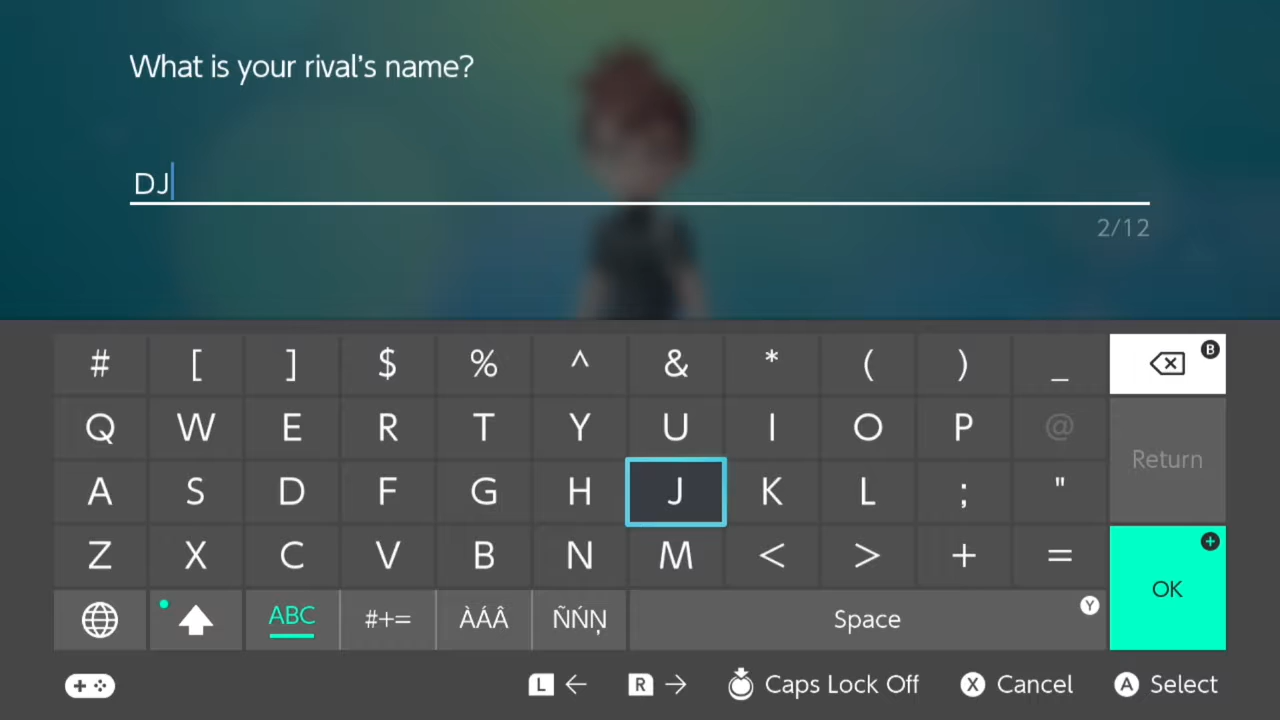 What is your rival's name?
DJ
2/12
# [ ] $ % ^ & * ( ) _ B
Q W E R T Y U I O P @
A S D F G H J K L ; " Return
Z X C V B N M < > + = OK
ABC #+= ÀÁÂ ÑŃŅ Space Y
L ← R → Caps Lock Off X Cancel A Select